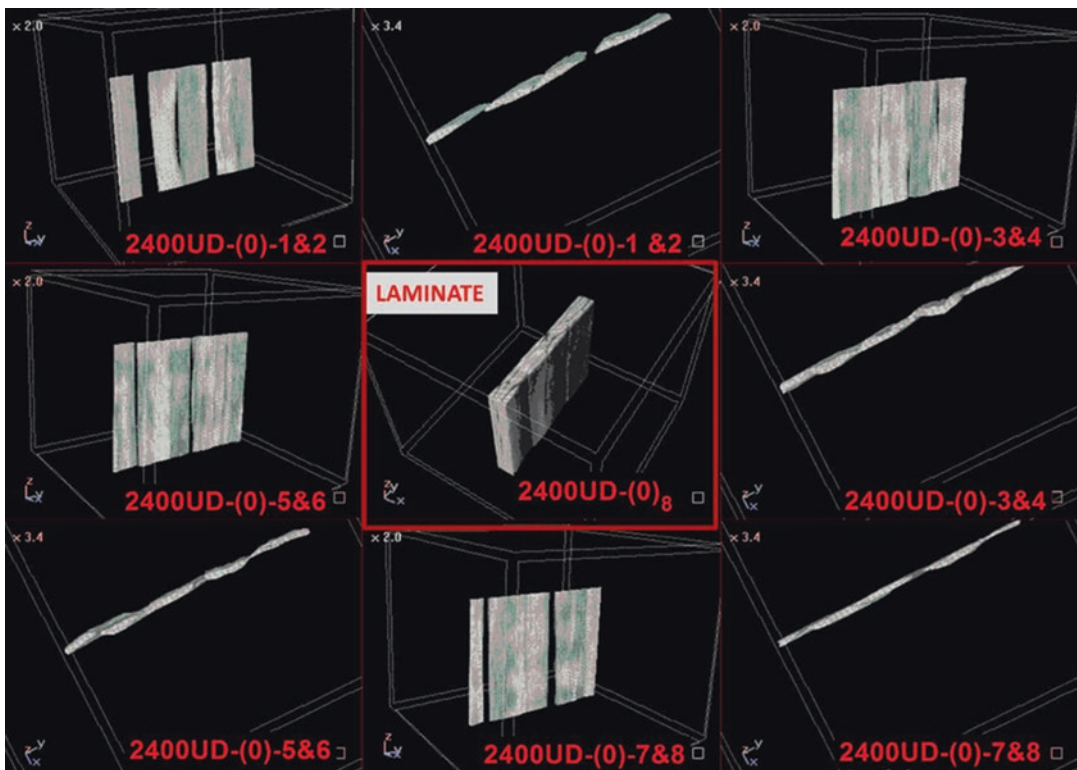 × 2.0
z
y
x
2400UD-(0)-1&2
× 3.4
z
y
x
2400UD-(0)-1 &2
× 2.0
z
y
x
2400UD-(0)-3&4
× 2.0
z
y
x
2400UD-(0)-5&6
LAMINATE
z
y
x
2400UD-(0)8
× 3.4
z
y
x
2400UD-(0)-3&4
× 3.4
z
y
x
2400UD-(0)-5&6
× 2.0
z
y
x
2400UD-(0)-7&8
× 3.4
z
y
x
2400UD-(0)-7&8